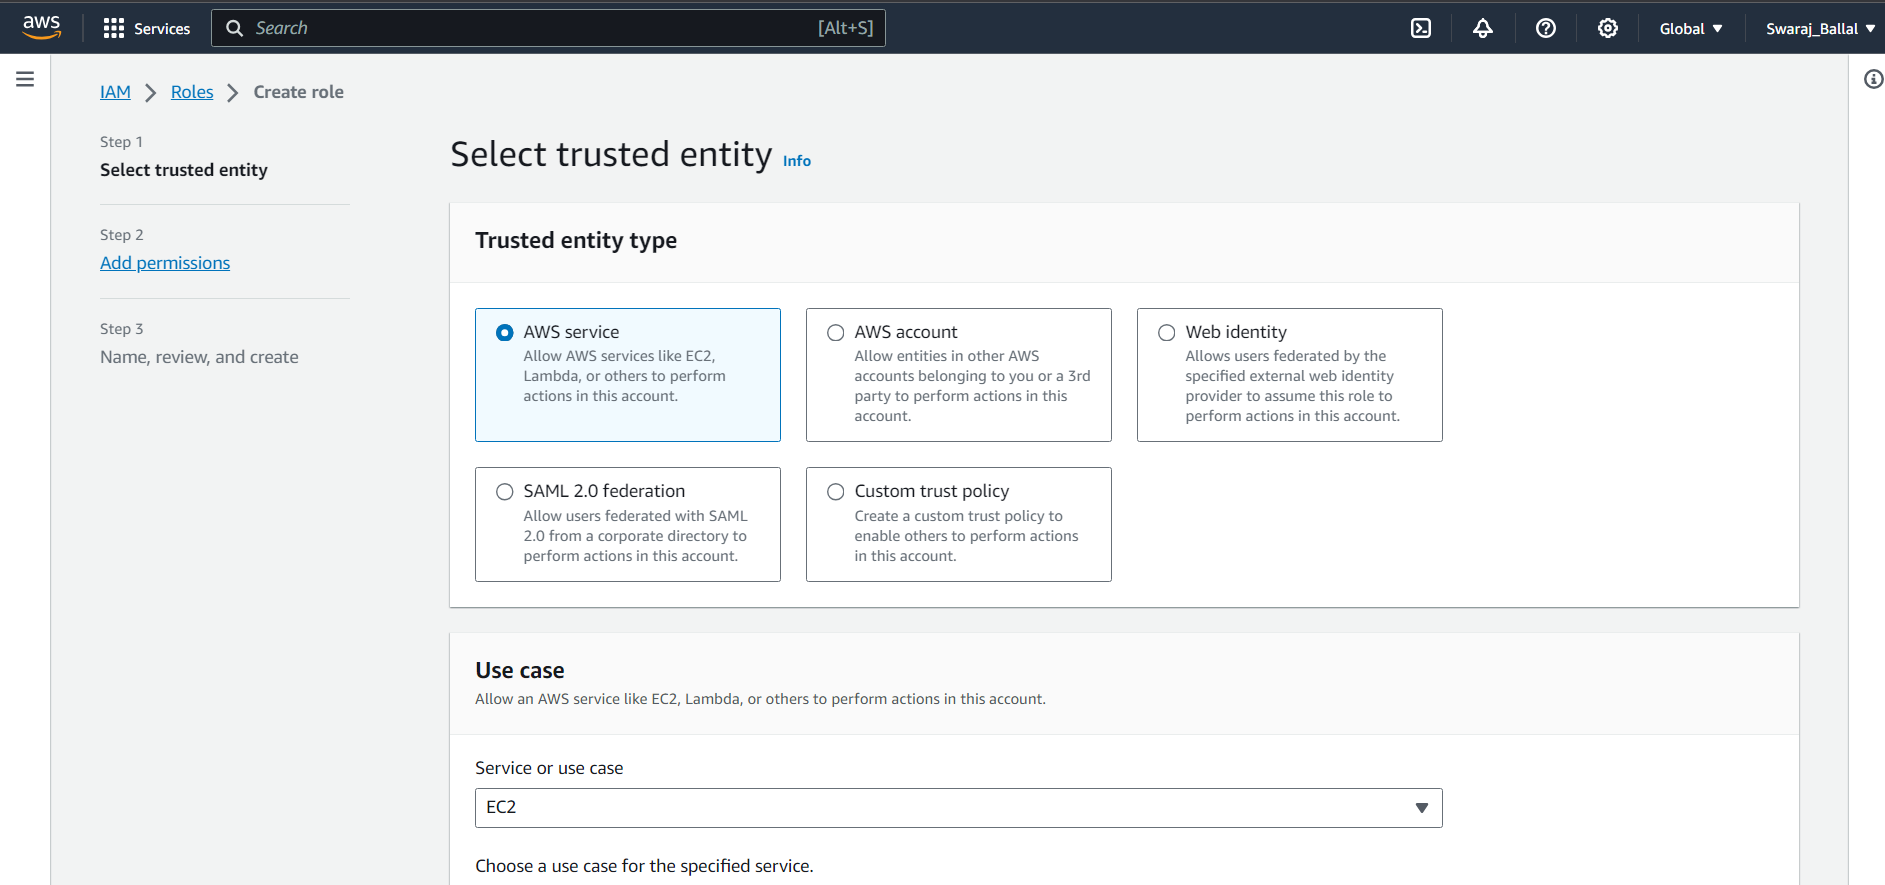 aws
Services
Search
[Alt+S]
Global
Swaraj_Ballal
IAM
Roles
Create role
Step 1
Select trusted entity
Step 2
Add permissions
Step 3
Name, review, and create
Select trusted entity Info
Trusted entity type
AWS service
Allow AWS services like EC2,
Lambda, or others to perform
actions in this account.
AWS account
Allow entities in other AWS
accounts belonging to you or a 3rd
party to perform actions in this
account.
Web identity
Allows users federated by the
specified external web identity
provider to assume this role to
perform actions in this account.
SAML 2.0 federation
Allow users federated with SAML
2.0 from a corporate directory to
perform actions in this account.
Custom trust policy
Create a custom trust policy to
enable others to perform actions
in this account.
Use case
Allow an AWS service like EC2, Lambda, or others to perform actions in this account.
Service or use case
EC2
Choose a use case for the specified service.